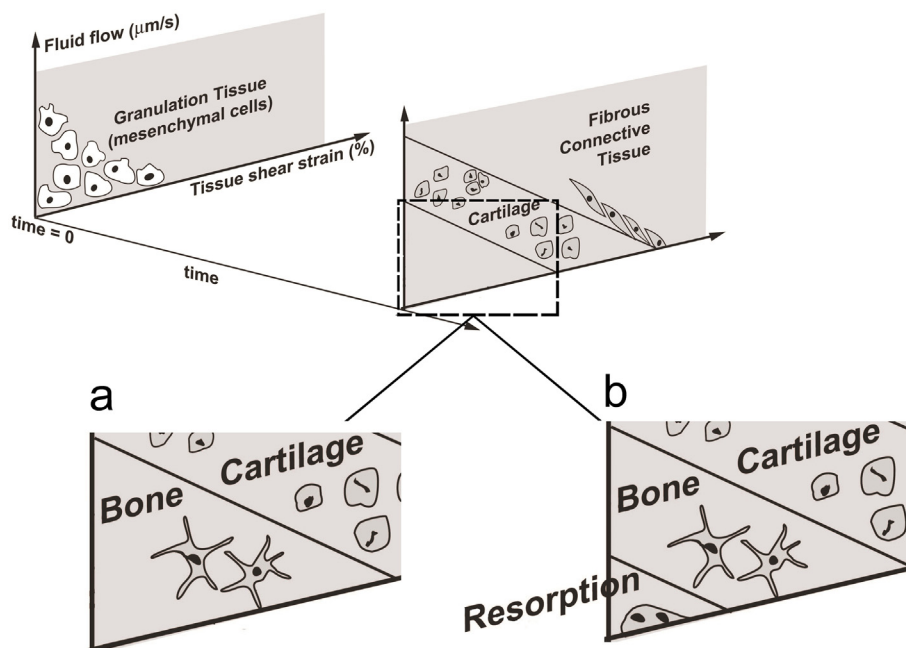 Fluid flow (μm/s)
Granulation Tissue
(mesenchymal cells)
Tissue shear strain (%)
time = 0
time
Fibrous
Connective
Tissue
Cartilage
a
Cartilage
Bone
b
Cartilage
Bone
Resorption